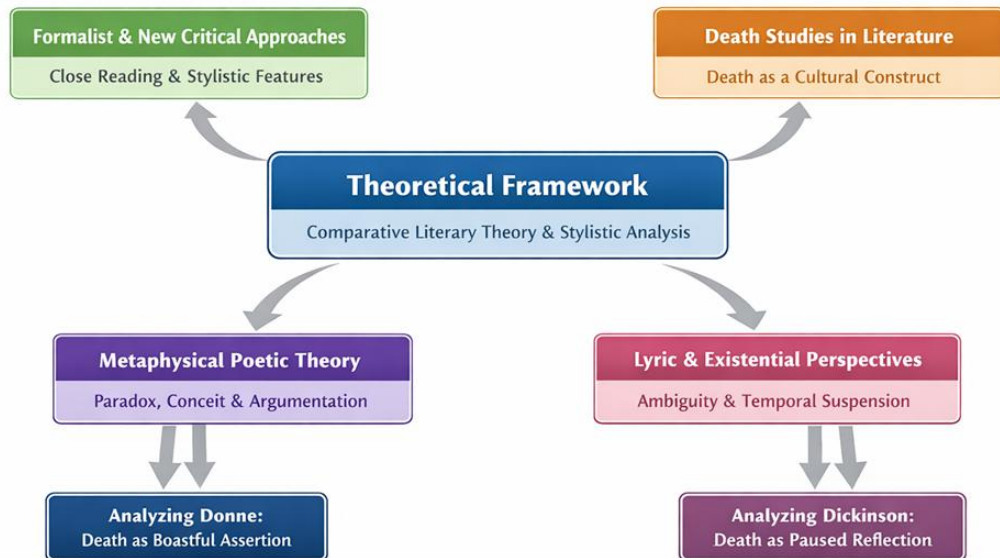 Formalist & New Critical Approaches
Close Reading & Stylistic Features
Death Studies in Literature
Death as a Cultural Construct
Theoretical Framework
Comparative Literary Theory & Stylistic Analysis
Metaphysical Poetic Theory
Paradox, Conceit & Argumentation
Lyric & Existential Perspectives
Ambiguity & Temporal Suspension
Analyzing Donne:
Death as Boastful Assertion
Analyzing Dickinson:
Death as Paused Reflection